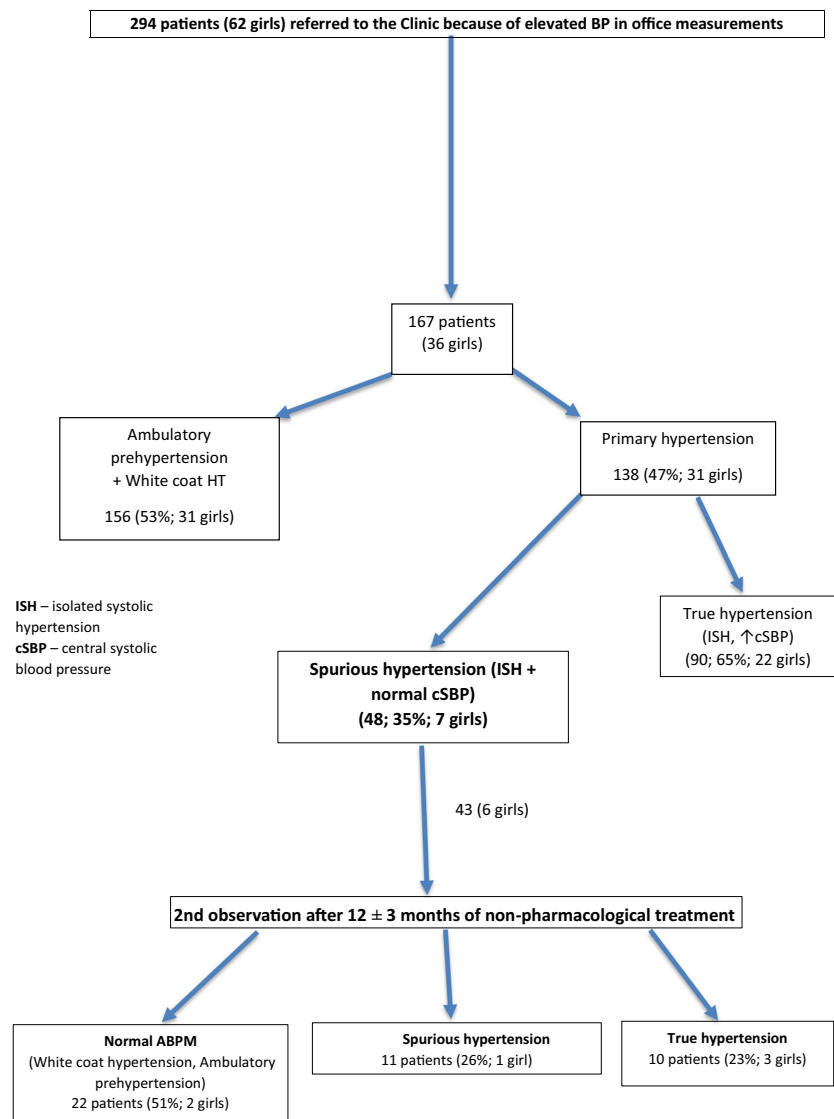 294 patients (62 girls) referred to the Clinic because of elevated BP in office measurements
167 patients
(36 girls)
Ambulatory
prehypertension
+ White coat HT
156 (53%; 31 girls)
Primary hypertension
138 (47%; 31 girls)
ISH – isolated systolic
hypertension
cSBP – central systolic
blood pressure
True hypertension
(ISH, ↑cSBP)
(90; 65%; 22 girls)
Spurious hypertension (ISH +
normal cSBP)
(48; 35%; 7 girls)
43 (6 girls)
2nd observation after 12 ± 3 months of non-pharmacological treatment
Normal ABPM
(White coat hypertension, Ambulatory
prehypertension)
22 patients (51%; 2 girls)
Spurious hypertension
11 patients (26%; 1 girl)
True hypertension
10 patients (23%; 3 girls)